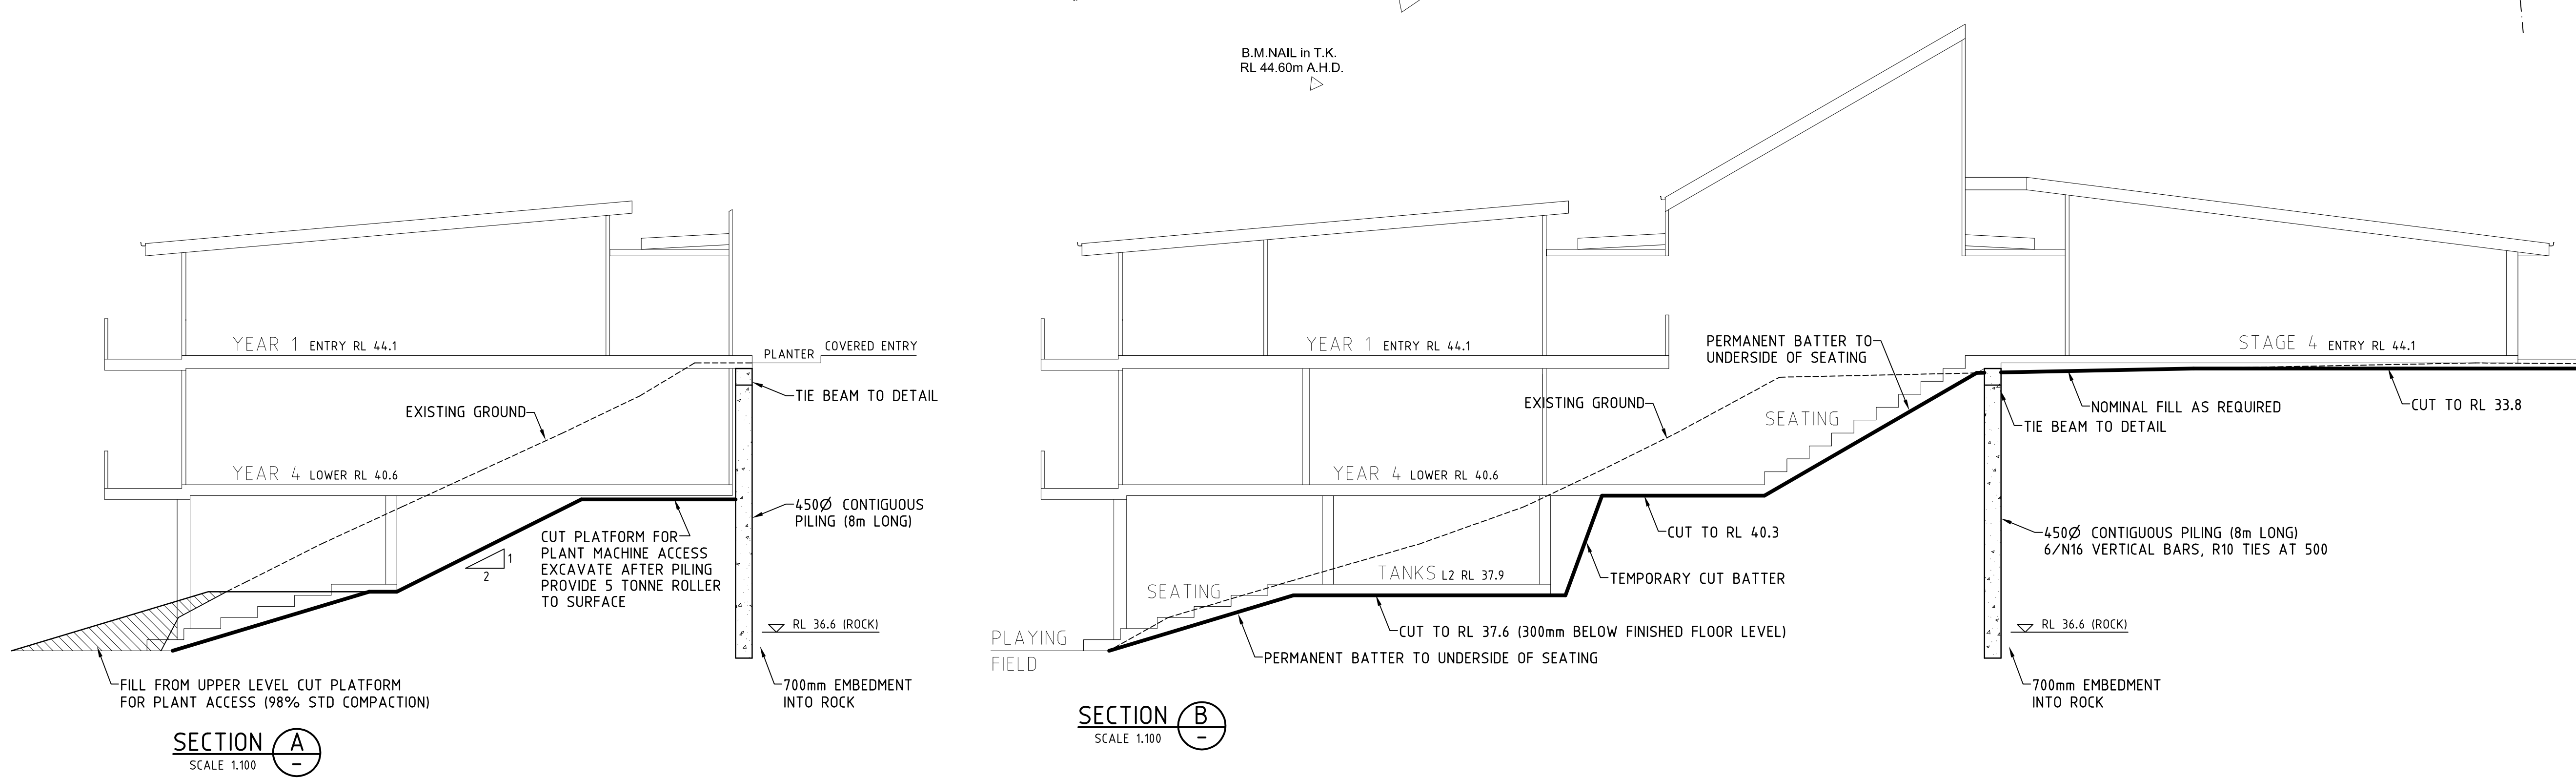 B.M.NAIL in T.K.
RL 44.60m A.H.D.
YEAR 1 ENTRY RL 44.1
PLANTER
COVERED ENTRY
TIE BEAM TO DETAIL
EXISTING GROUND
YEAR 4 LOWER RL 40.6
450Ø CONTIGUOUS
PILING (8m LONG)
CUT PLATFORM FOR
PLANT MACHINE ACCESS
EXCAVATE AFTER PILING
PROVIDE 5 TONNE ROLLER
TO SURFACE
1
2
RL 36.6 (ROCK)
700mm EMBEDMENT
INTO ROCK
FILL FROM UPPER LEVEL CUT PLATFORM
FOR PLANT ACCESS (98% STD COMPACTION)
SECTION A
SCALE 1.100
-
YEAR 1 ENTRY RL 44.1
PERMANENT BATTER TO
UNDERSIDE OF SEATING
STAGE 4 ENTRY RL 44.1
EXISTING GROUND
SEATING
NOMINAL FILL AS REQUIRED
CUT TO RL 33.8
TIE BEAM TO DETAIL
YEAR 4 LOWER RL 40.6
CUT TO RL 40.3
450Ø CONTIGUOUS PILING (8m LONG)
6/N16 VERTICAL BARS, R10 TIES AT 500
TANKS L2 RL 37.9
TEMPORARY CUT BATTER
SEATING
CUT TO RL 37.6 (300mm BELOW FINISHED FLOOR LEVEL)
RL 36.6 (ROCK)
PLAYING
FIELD
PERMANENT BATTER TO UNDERSIDE OF SEATING
700mm EMBEDMENT
INTO ROCK
SECTION B
SCALE 1.100
-